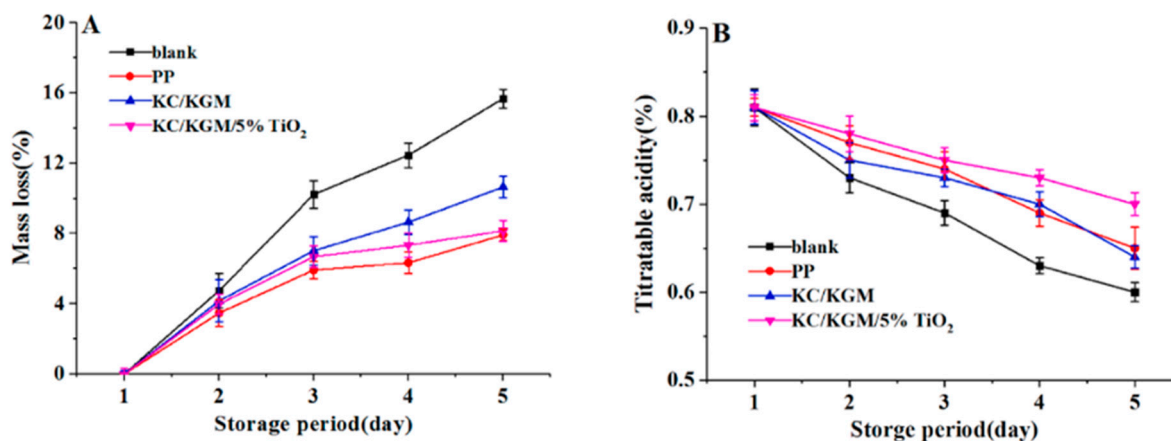 A
blank
PP
KC/KGM
KC/KGM/5% TiO₂
Mass loss(%)
20
16
12
8
4
0
1 2 3 4 5
Storage period(day)
B
blank
PP
KC/KGM
KC/KGM/5% TiO₂
Titratable acidity(%)
0.9
0.8
0.7
0.6
0.5
1 2 3 4 5
Storge period(day)